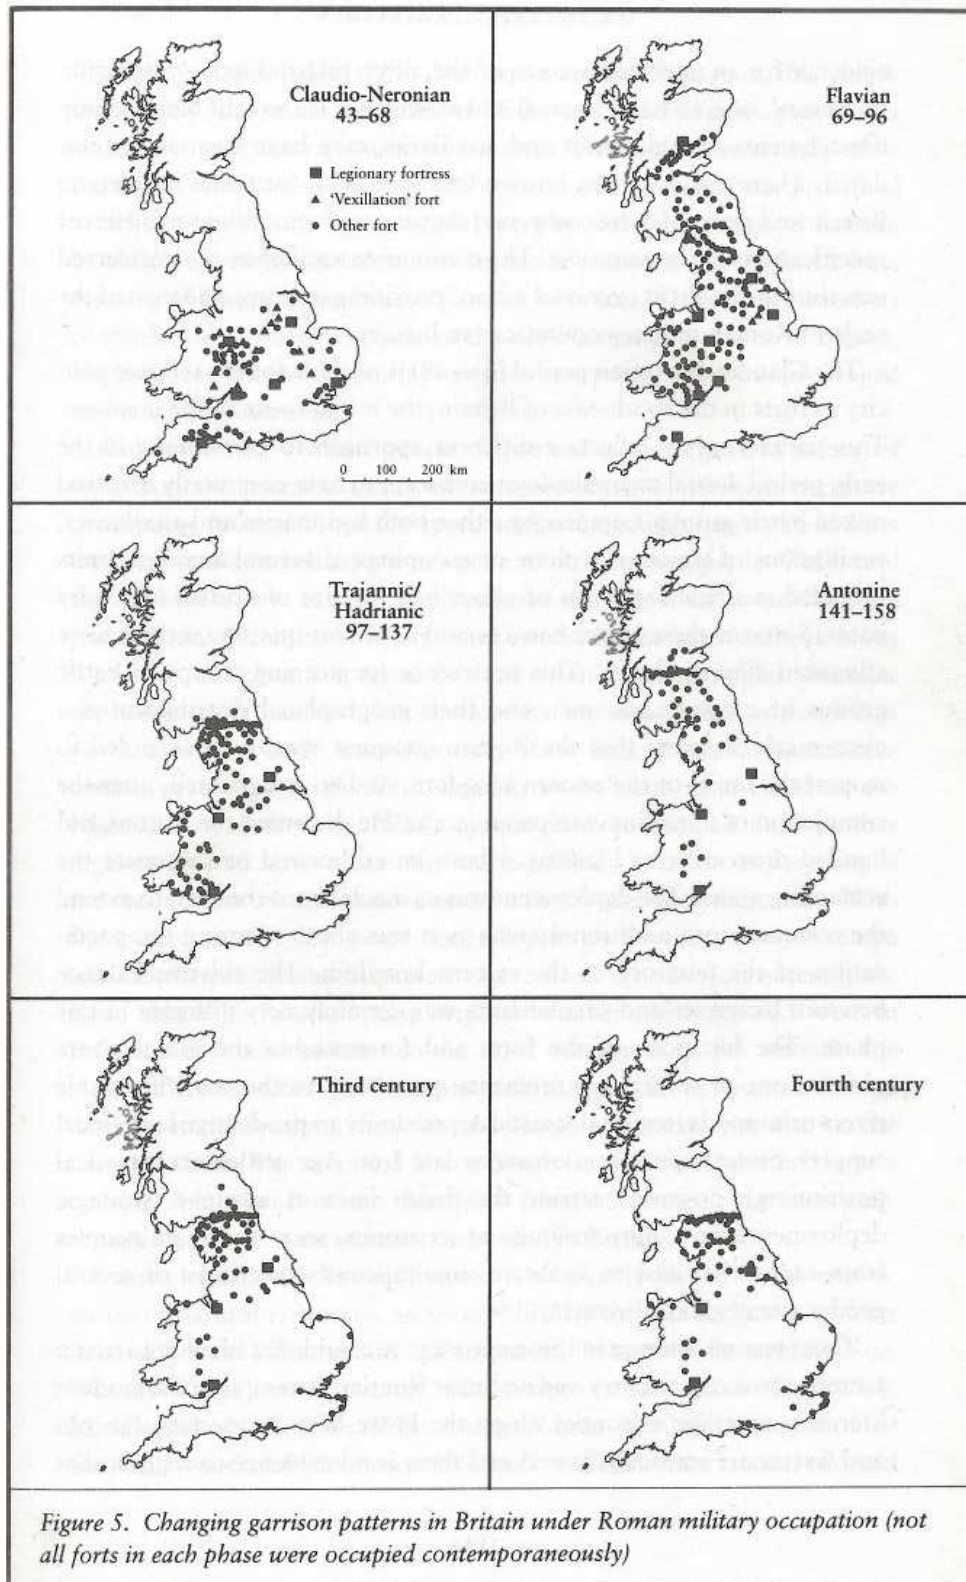 Claudio-Neronian
43–68
Legionary fortress
'Vexillation' fort
Other fort
0 100 200 km
Flavian
69–96
Trajannic/
Hadrianic
97–137
Antonine
141–158
Third century
Fourth century
Figure 5. Changing garrison patterns in Britain under Roman military occupation (not
all forts in each phase were occupied contemporaneously)